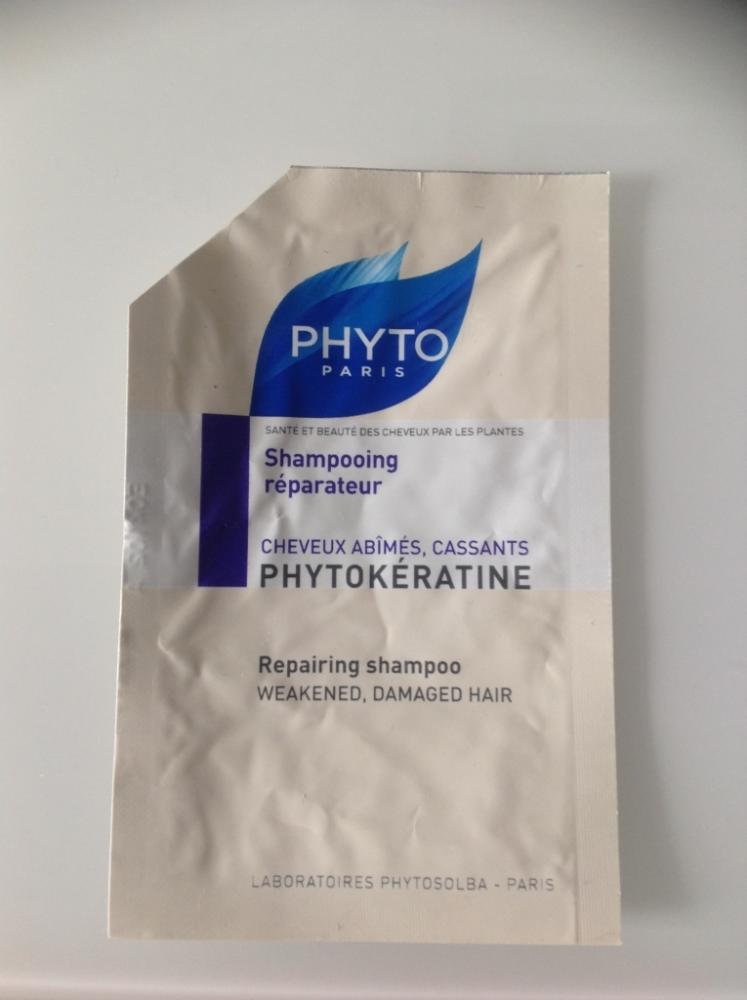 PHYTO
PARIS
SANTÉ ET BEAUTÉ DES CHEVEUX PAR LES PLANTES
Shampooing
réparateur
CHEVEUX ABÎMÉS, CASSANTS
PHYTOKÉRATINE
Repairing shampoo
WEAKENED, DAMAGED HAIR
LABORATOIRES PHYTOSOLBA - PARIS